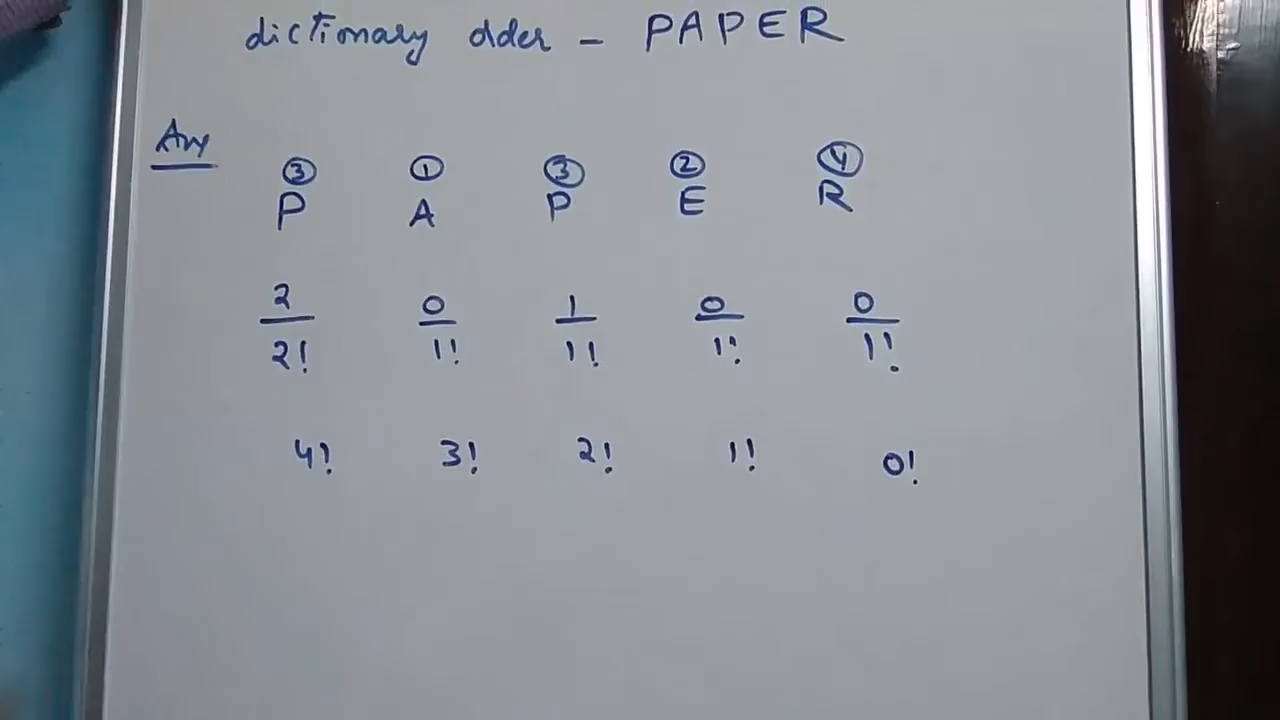 dictionary oder - PAPER
Ans
3 1 3 2 4
P A P E R
2/2! 0/1! 1/1! 0/1! 0/1!
4! 3! 2! 1! 0!